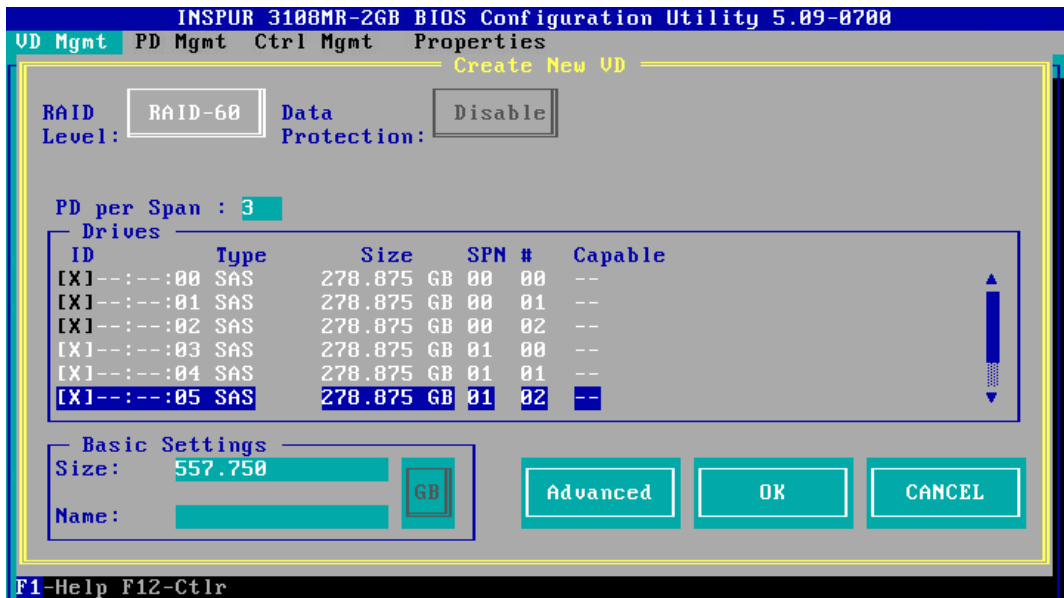 INSPUR 3108MR-2GB BIOS Configuration Utility 5.09-0700
VD Mgmt PD Mgmt Ctrl Mgmt Properties
Create New VD
RAID Level: RAID-60 Data Protection: Disable
PD per Span : 3
Drives
ID Type Size SPN # Capable
[X]--:--:00 SAS 278.875 GB 00 00 --
[X]--:--:01 SAS 278.875 GB 00 01 --
[X]--:--:02 SAS 278.875 GB 00 02 --
[X]--:--:03 SAS 278.875 GB 01 00 --
[X]--:--:04 SAS 278.875 GB 01 01 --
[X]--:--:05 SAS 278.875 GB 01 02 --
Basic Settings
Size: 557.750 GB
Name:
Advanced OK CANCEL
F1-Help F12-Ctlr